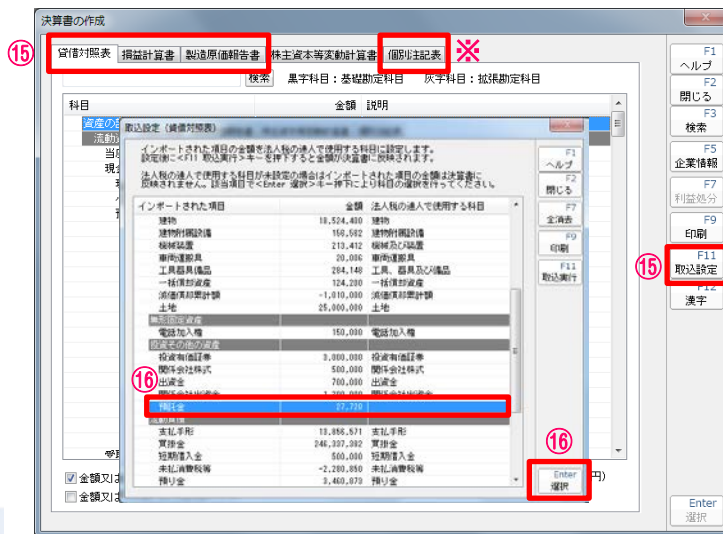 決算書の作成
⑮
貸借対照表 損益計算書 製造原価報告書 株主資本等変動計算書 個別注記表 ※
検索 黒字科目：基礎勘定科目 灰字科目：拡張勘定科目
科目 金額 説明
資産の
流動
当
現
受
取込設定（貸借対照表）
インポートされた項目の金額を法人税の達人で使用する科目に設定します。
設定後に<F11 取込実行>キーを押下すると金額が決算書に反映されます。
法人税の達人で使用する科目が未設定の場合はインポートされた項目の金額は決算書に
反映されません。該当項目で<Enter 選択>キー押下により科目の選択を行ってください。
インポートされた項目 金額 法人税の達人で使用する科目
建物 18,524,400 建物
建物附属設備 150,502 建物附属設備
機械装置 213,412 機械及び装置
車両運搬具 20,006 車両運搬具
工具器具備品 284,148 工具、器具及び備品
一括償却資産 124,200 一括償却資産
減価償却累計額 -1,010,000 減価償却累計額
土地 25,000,000 土地
無形固定資産
電話加入権 150,000 電話加入権
投資その他の資産
投資有価証券 3,000,000 投資有価証券
関係会社株式 500,000 関係会社株式
⑯
出資金 700,000 出資金
関係会社出資金 1,200,000 関係会社出資金
預託金 27,720
流動負債
支払手形 13,856,571 支払手形
買掛金 246,337,382 買掛金
短期借入金 500,000 短期借入金
未払消費税等 -2,280,850 未払消費税等
預り金 3,460,873 預り金
F1
ヘルプ
F2
閉じる
F7
全消去
F9
印刷
F11
取込実行
⑯
Enter
選択
金額又は
円)
金額又は
F1
ヘルプ
F2
閉じる
F3
検索
F5
企業情報
F7
利益処分
F9
印刷
⑮
F11
取込設定
F12
漢字
Enter
選択